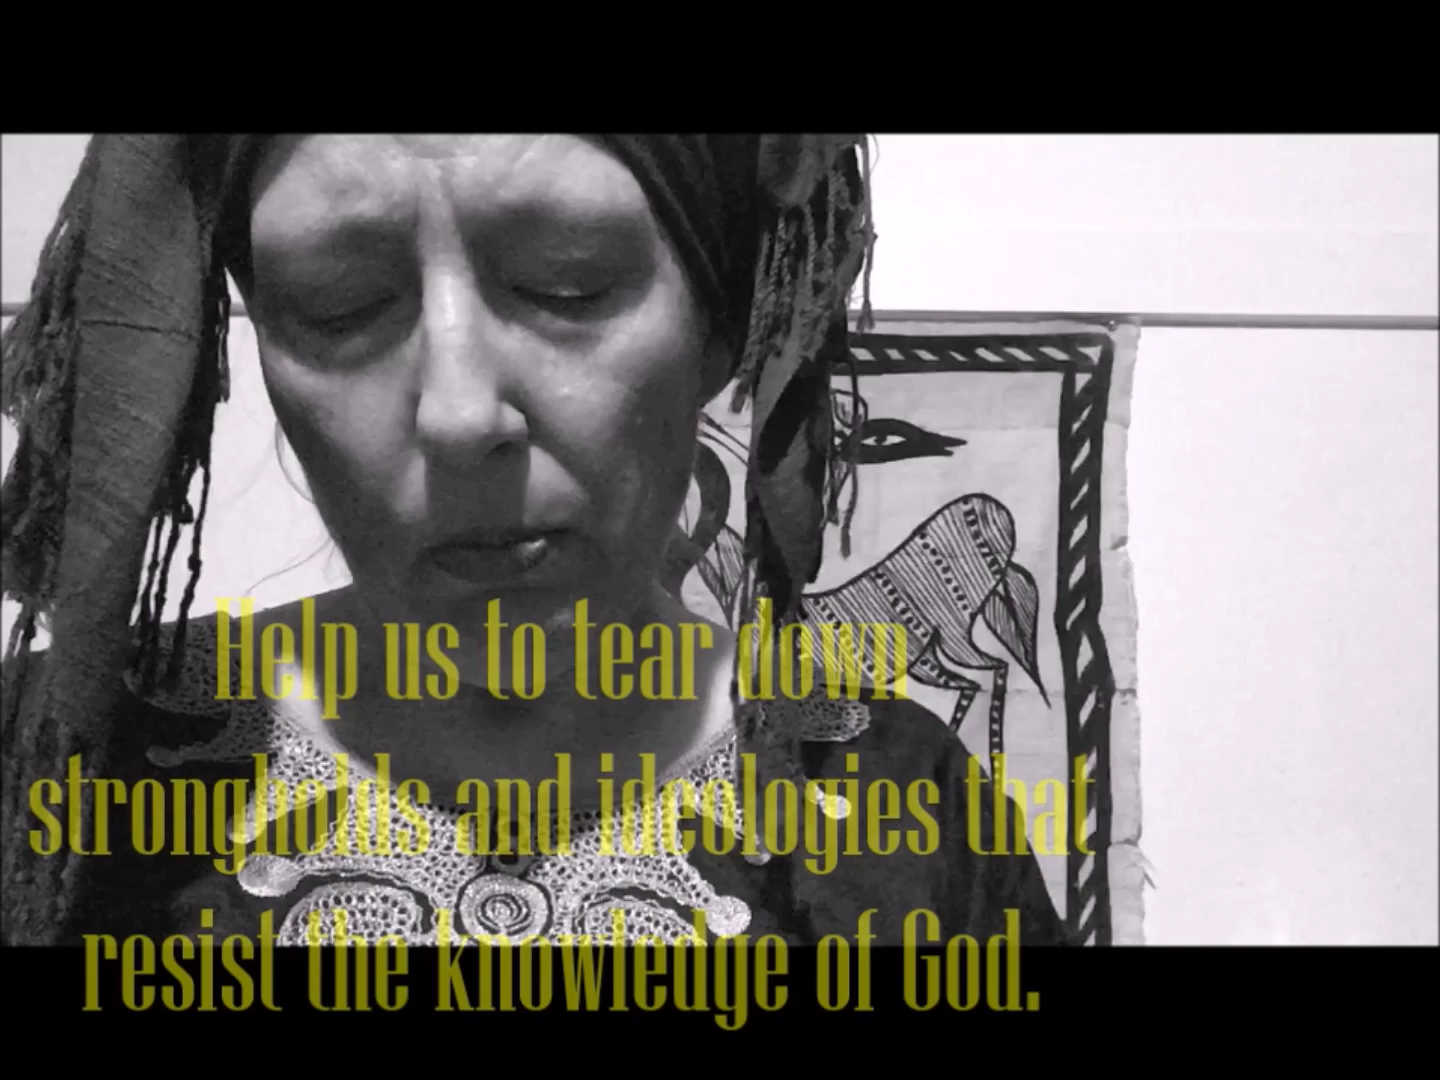 Help us to tear down
strongholds and ideologies that
resist the knowledge of God.